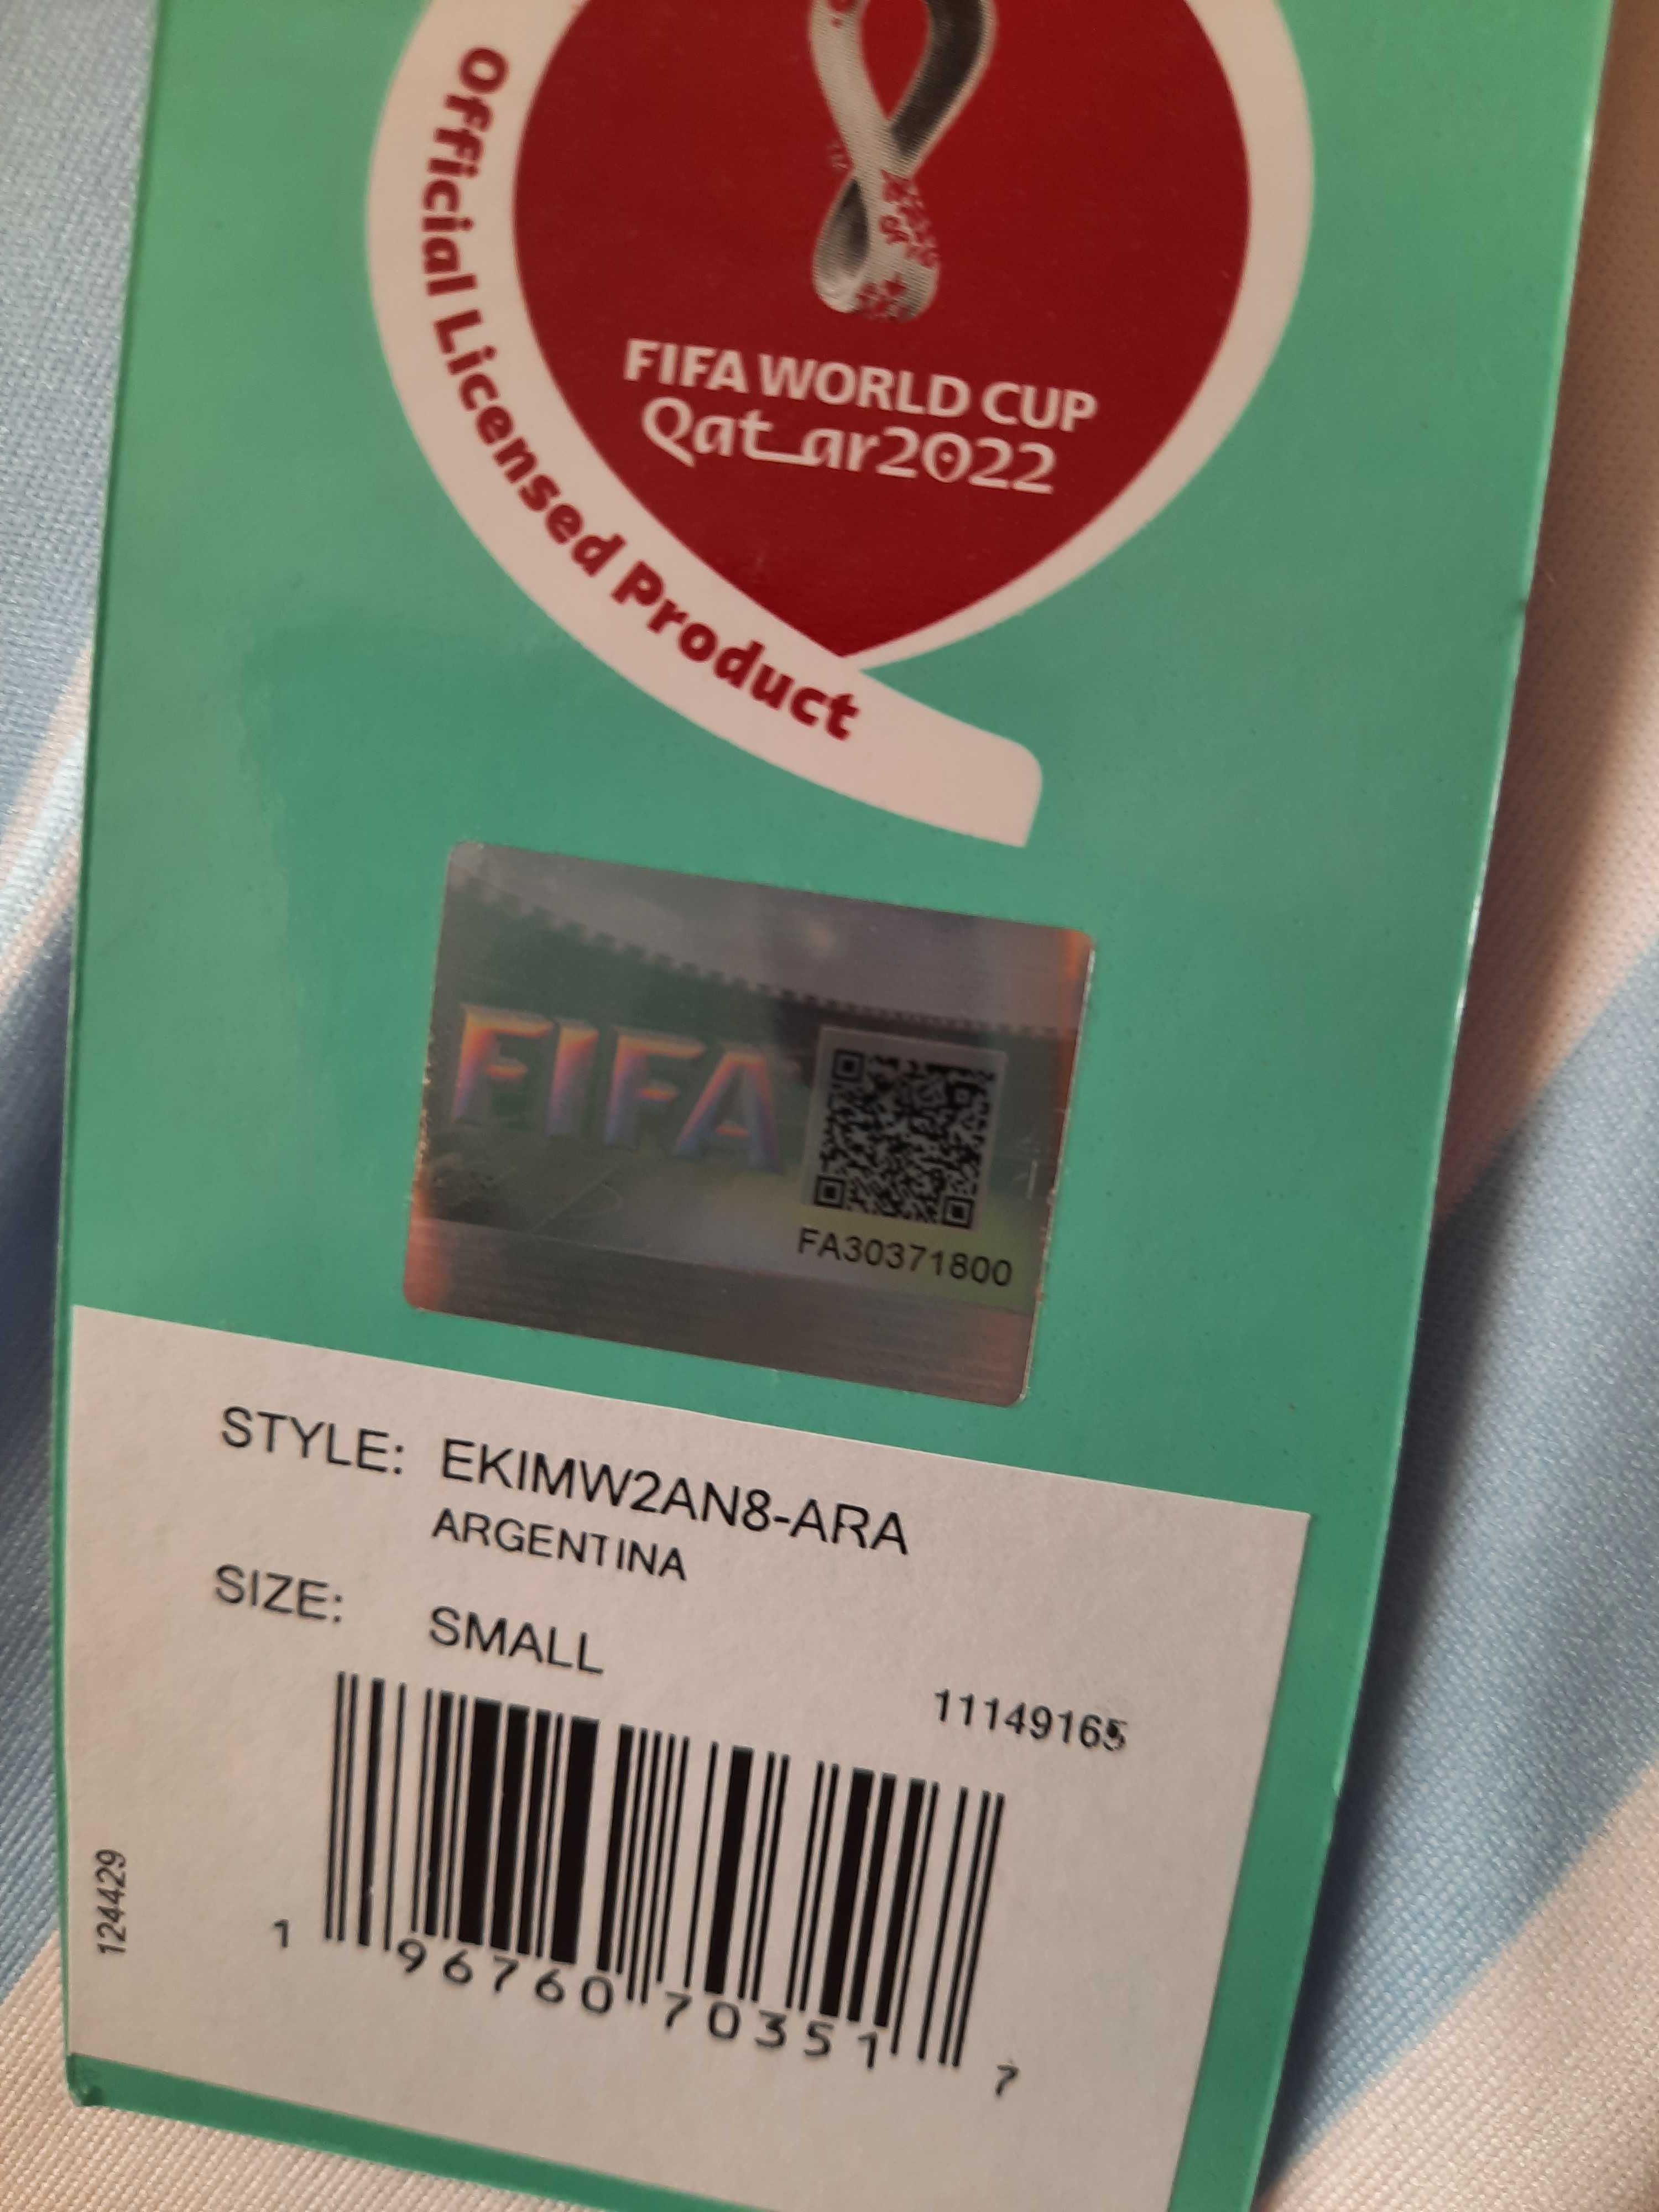 Official Licensed Product
FIFA WORLD CUP
Qatar2022
FIFA
FA30371800
STYLE: EKIMW2AN8-ARA
ARGENTINA
SIZE: SMALL
11149165
124429
1 96760 70351 7